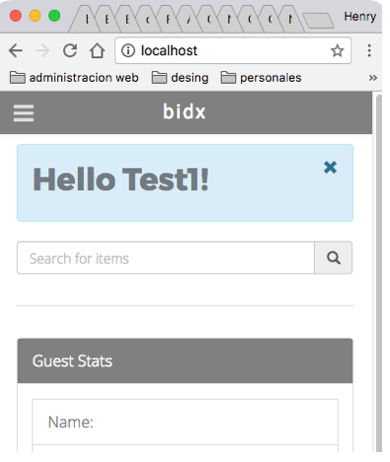 Henry
localhost
administracion web desing personales
bidx
Hello Test1!
Search for items
Guest Stats
Name: